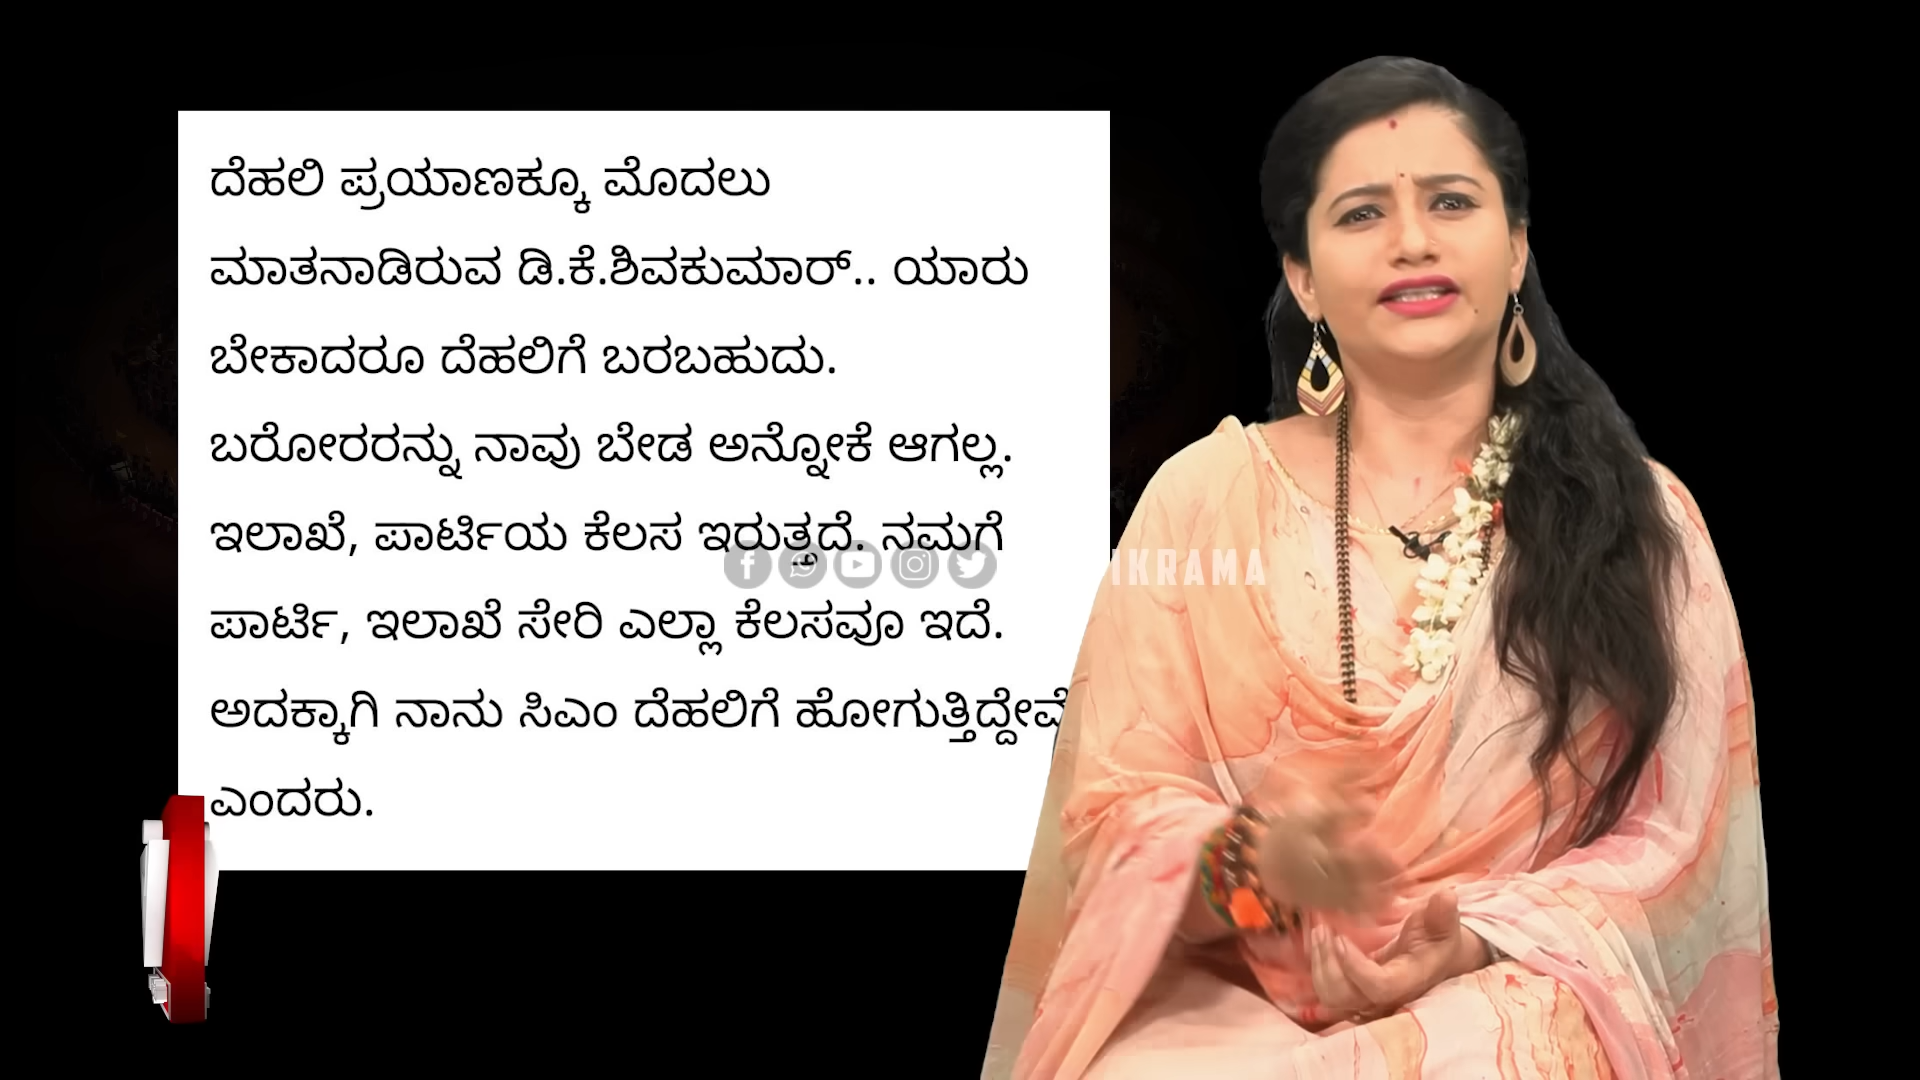 ದೆಹಲಿ ಪ್ರಯಾಣಕ್ಕೂ ಮೊದಲು
ಮಾತನಾಡಿರುವ ಡಿ.ಕೆ.ಶಿವಕುಮಾರ್.. ಯಾರು
ಬೇಕಾದರೂ ದೆಹಲಿಗೆ ಬರಬಹುದು.
ಬರೋರರನ್ನು ನಾವು ಬೇಡ ಅನ್ನೋಕೆ ಆಗಲ್ಲ.
ಇಲಾಖೆ, ಪಾರ್ಟಿಯ ಕೆಲಸ ಇರುತ್ತದೆ. ನಮಗೆ
IKRAMA
ಪಾರ್ಟಿ, ಇಲಾಖೆ ಸೇರಿ ಎಲ್ಲಾ ಕೆಲಸವೂ ಇದೆ.
ಅದಕ್ಕಾಗಿ ನಾನು ಸಿಎಂ ದೆಹಲಿಗೆ ಹೋಗುತ್ತಿದ್ದೇವೆ
ಎಂದರು.